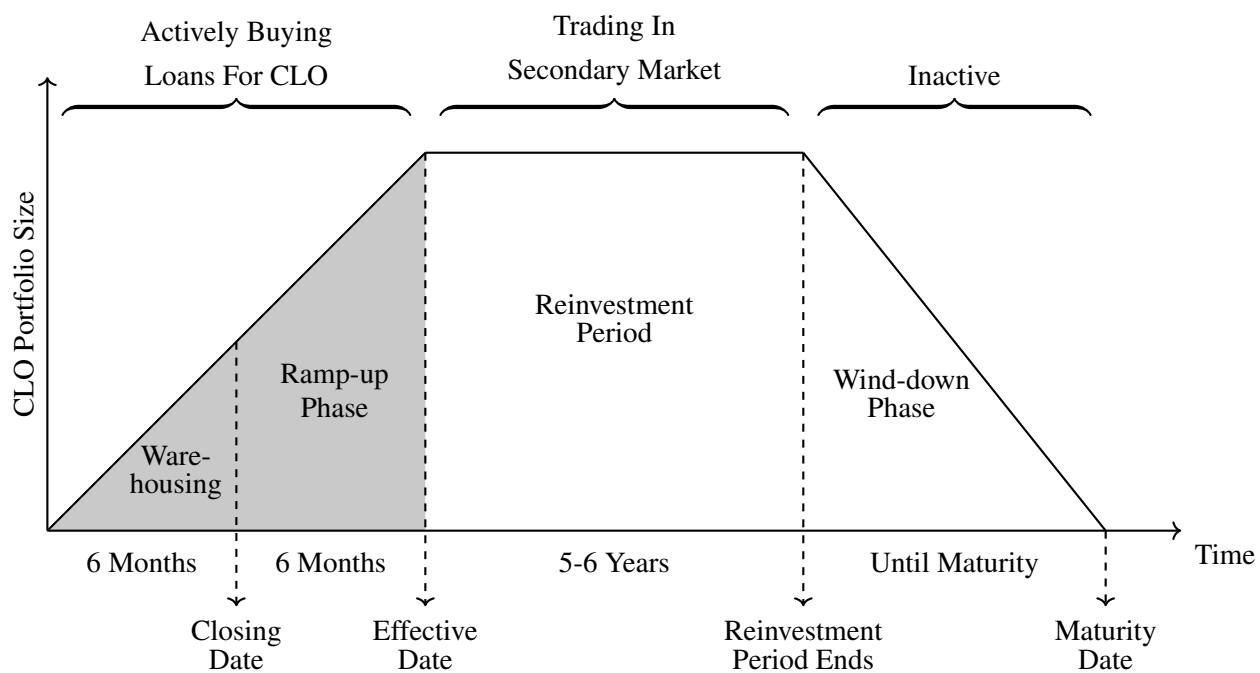 Actively Buying
Loans For CLO
Trading In
Secondary Market
Inactive
CLO Portfolio Size
Reinvestment
Period
Ramp-up
Phase
Wind-down
Phase
Ware-
housing
6 Months
6 Months
5-6 Years
Until Maturity
Time
Closing
Date
Effective
Date
Reinvestment
Period Ends
Maturity
Date